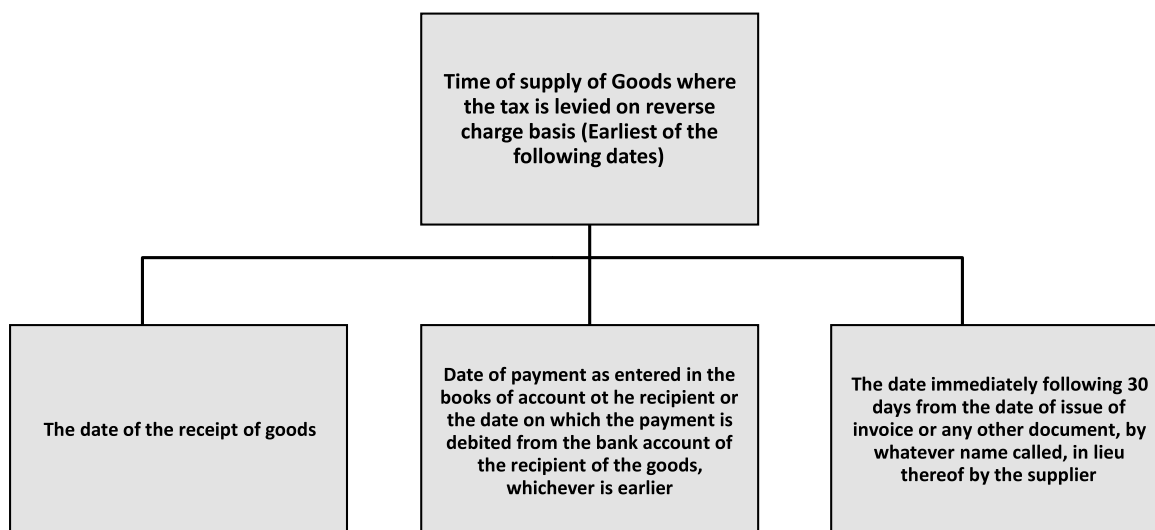 Time of supply of Goods where
the tax is levied on reverse
charge basis (Earliest of the
following dates)
The date of the receipt of goods
Date of payment as entered in the
books of account ot he recipient or
the date on which the payment is
debited from the bank account of
the recipient of the goods,
whichever is earlier
The date immediately following 30
days from the date of issue of
invoice or any other document, by
whatever name called, in lieu
thereof by the supplier